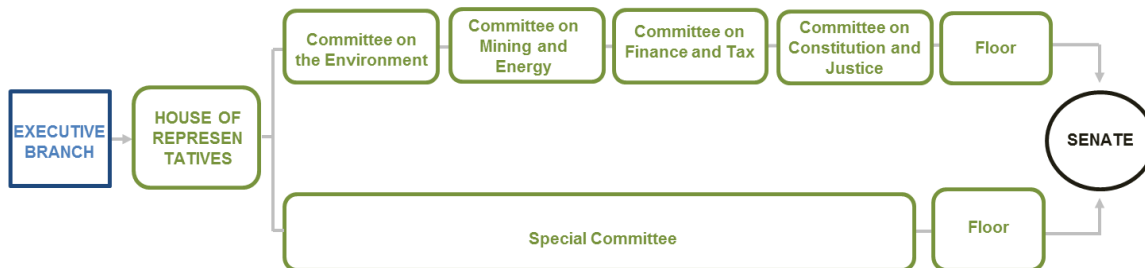 EXECUTIVE
BRANCH
HOUSE OF
REPRESEN
TATIVES
Committee on
the Environment
Committee on
Mining and
Energy
Committee on
Finance and Tax
Committee on
Constitution and
Justice
Floor
Special Committee
Floor
SENATE